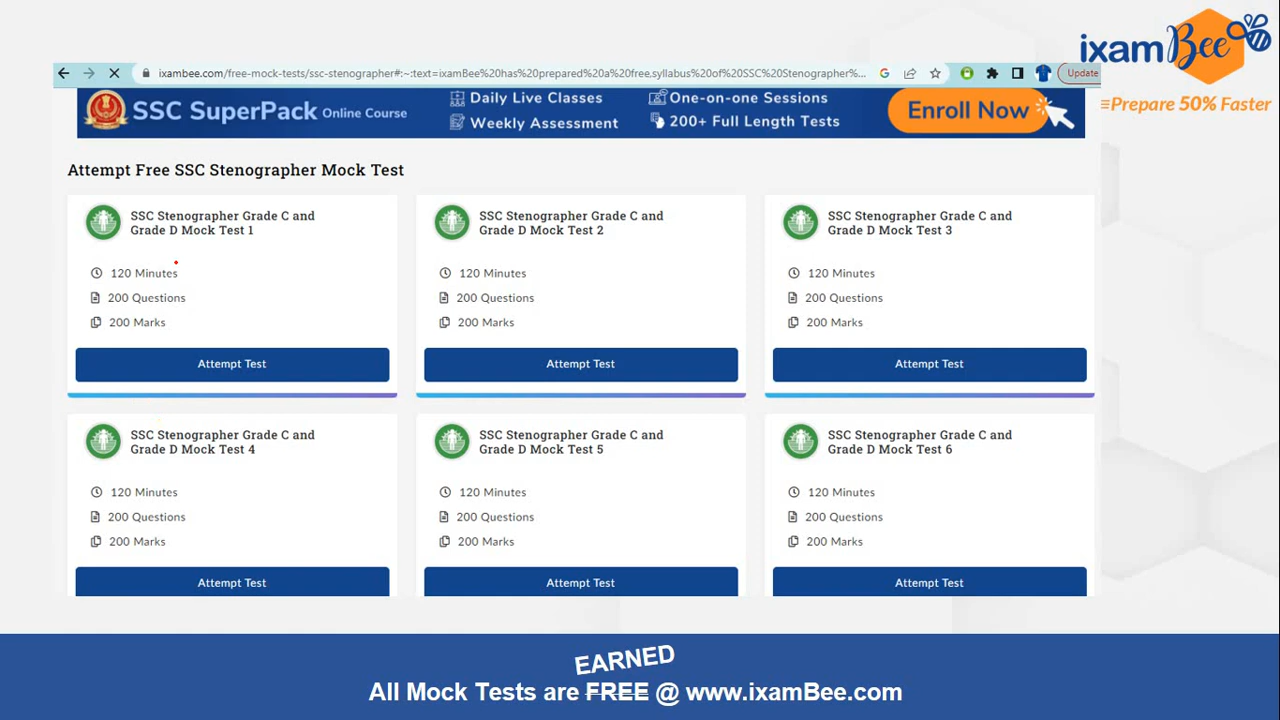 ixamBee
Prepare 50% Faster
ixambee.com/free-mock-tests/ssc-stenographer#:~:text=ixamBee%20has%20prepared%20a%20free,syllabus%20of%20SSC%20Stenographer%...
Update
SSC SuperPack Online Course
Daily Live Classes
Weekly Assessment
One-on-one Sessions
200+ Full Length Tests
Enroll Now
Attempt Free SSC Stenographer Mock Test
SSC Stenographer Grade C and
Grade D Mock Test 1
120 Minutes
200 Questions
200 Marks
Attempt Test
SSC Stenographer Grade C and
Grade D Mock Test 2
120 Minutes
200 Questions
200 Marks
Attempt Test
SSC Stenographer Grade C and
Grade D Mock Test 3
120 Minutes
200 Questions
200 Marks
Attempt Test
SSC Stenographer Grade C and
Grade D Mock Test 4
120 Minutes
200 Questions
200 Marks
Attempt Test
SSC Stenographer Grade C and
Grade D Mock Test 5
120 Minutes
200 Questions
200 Marks
Attempt Test
SSC Stenographer Grade C and
Grade D Mock Test 6
120 Minutes
200 Questions
200 Marks
Attempt Test
EARNED
All Mock Tests are FREE @ www.ixamBee.com